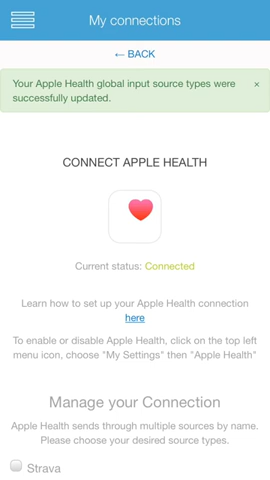 My connections
← BACK
Your Apple Health global input source types were
successfully updated.
×
CONNECT APPLE HEALTH
Current status: Connected
Learn how to set up your Apple Health connection
here
To enable or disable Apple Health, click on the top left
menu icon, choose "My Settings" then "Apple Health"
Manage your Connection
Apple Health sends through multiple sources by name.
Please choose your desired source types.
Strava